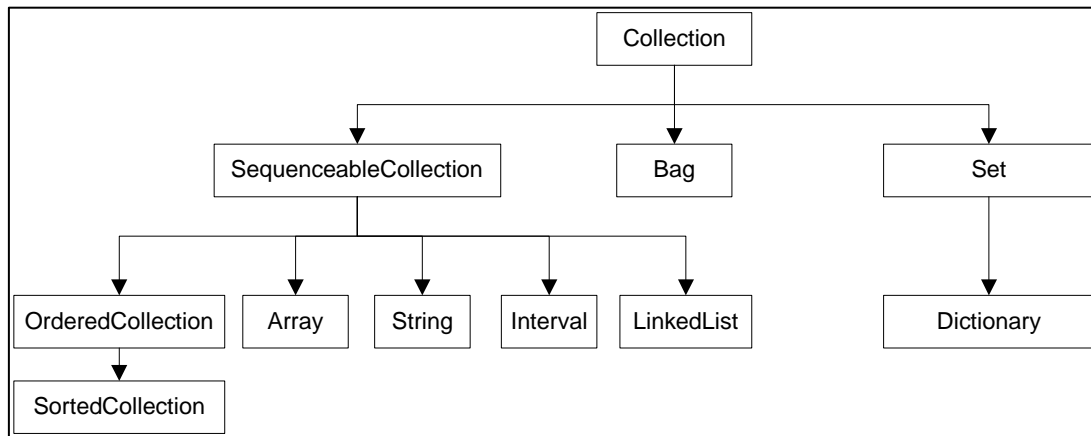 Collection
SequenceableCollection
Bag
Set
OrderedCollection
Array
String
Interval
LinkedList
Dictionary
SortedCollection